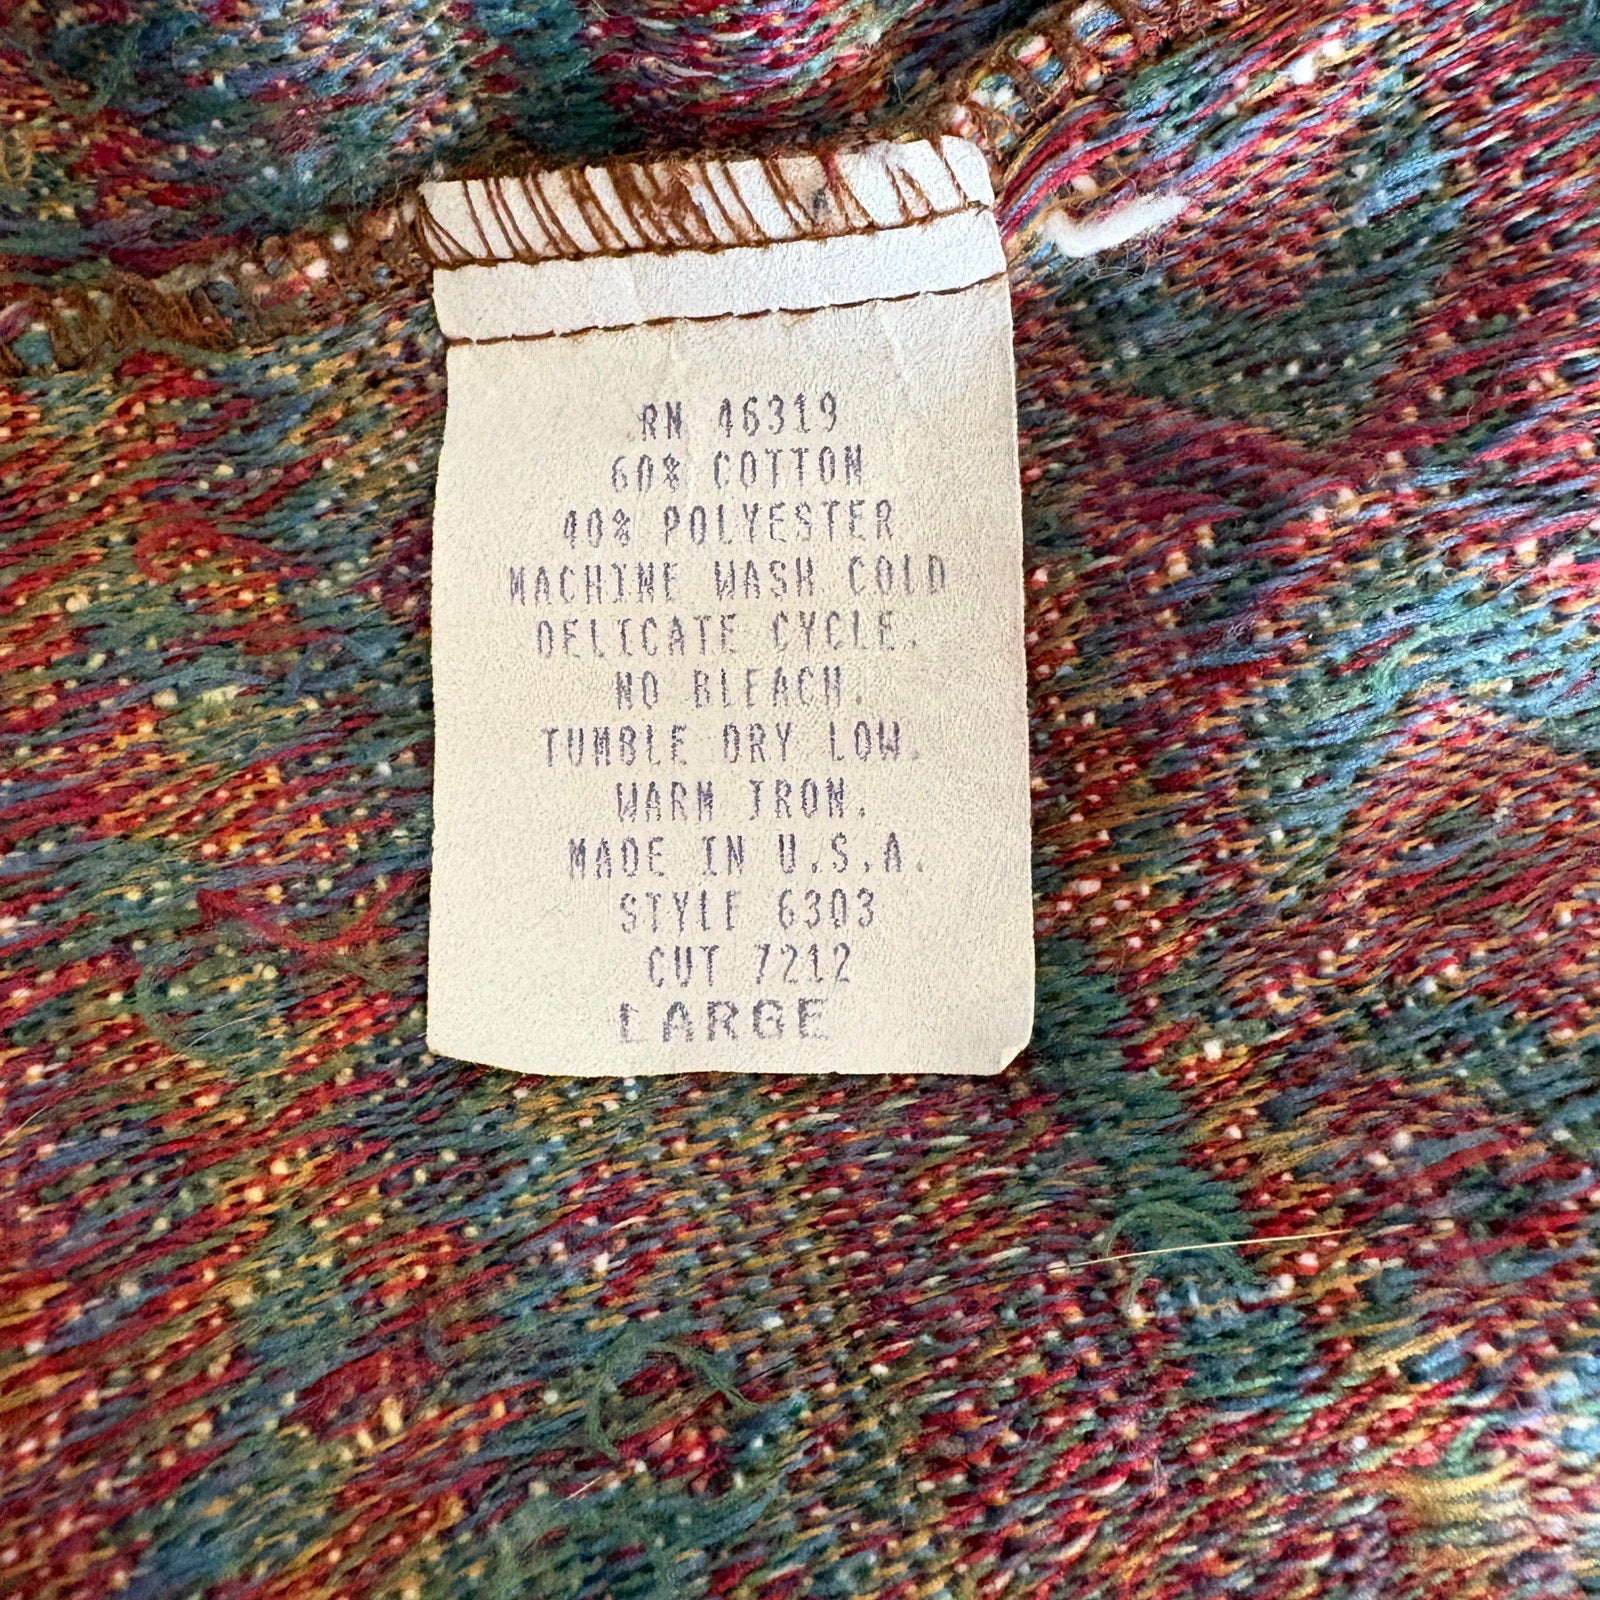 RN 46319
60% COTTON
40% POLYESTER
MACHINE WASH COLD
DELICATE CYCLE.
NO BLEACH.
TUMBLE DRY LOW.
WARM IRON.
MADE IN U.S.A.
STYLE 6303
CUT 7212
LARGE